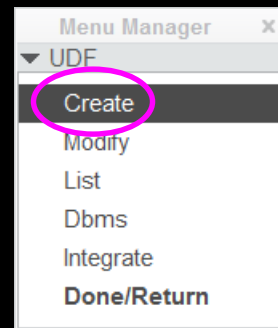 Menu Manager x
UDF
Create
Modify
List
Dbms
Integrate
Done/Return